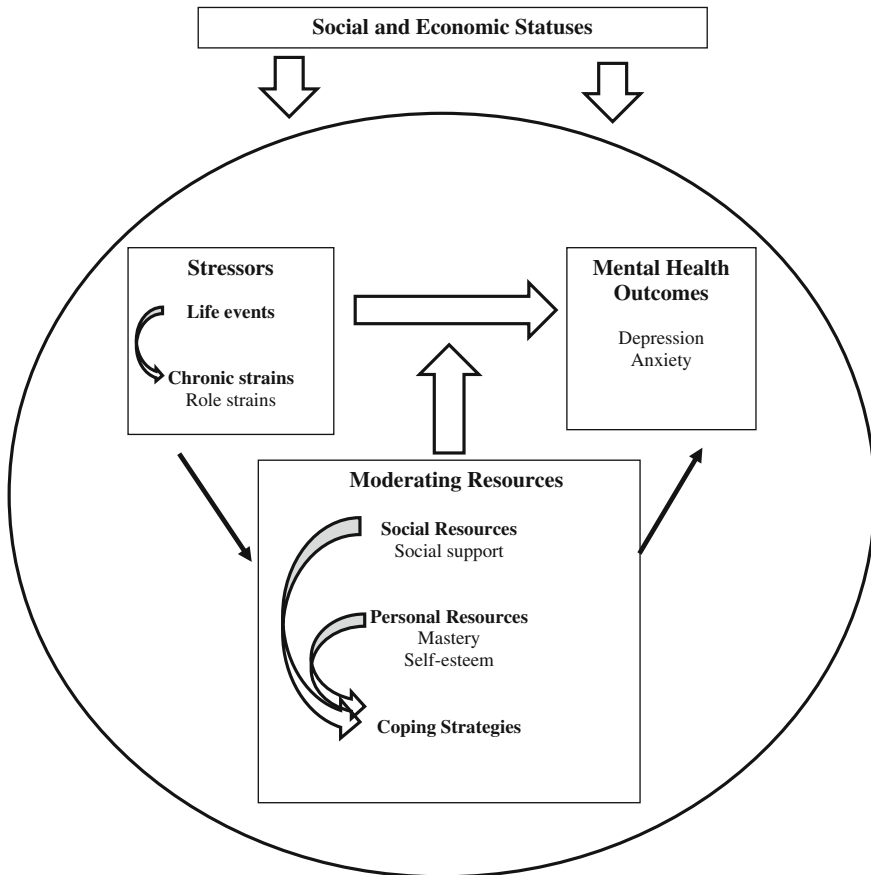 Social and Economic Statuses
Stressors
Life events
Chronic strains
Role strains
Mental Health
Outcomes
Depression
Anxiety
Moderating Resources
Social Resources
Social support
Personal Resources
Mastery
Self-esteem
Coping Strategies